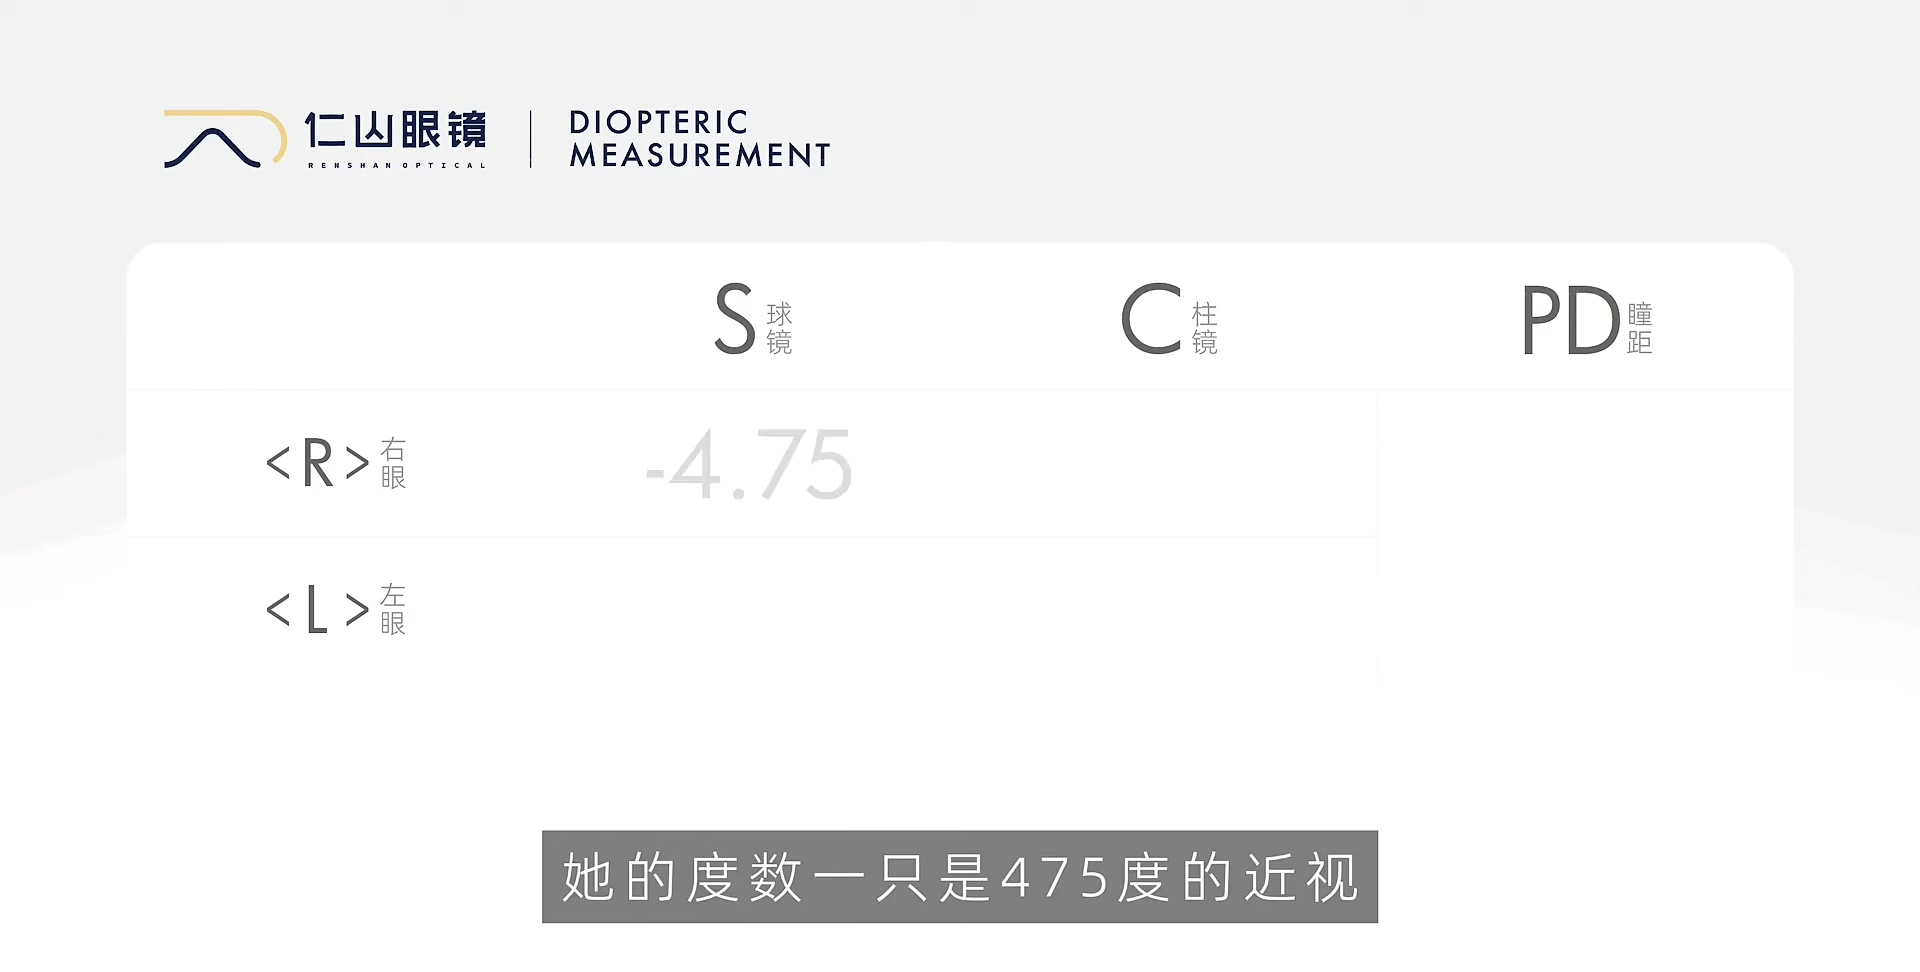 仁山眼镜
RENSHAN OPTICAL
DIOPTERIC
MEASUREMENT
S 球镜
C 柱镜
PD 瞳距
<R> 右眼
-4.75
<L> 左眼
她的度数一只是475度的近视